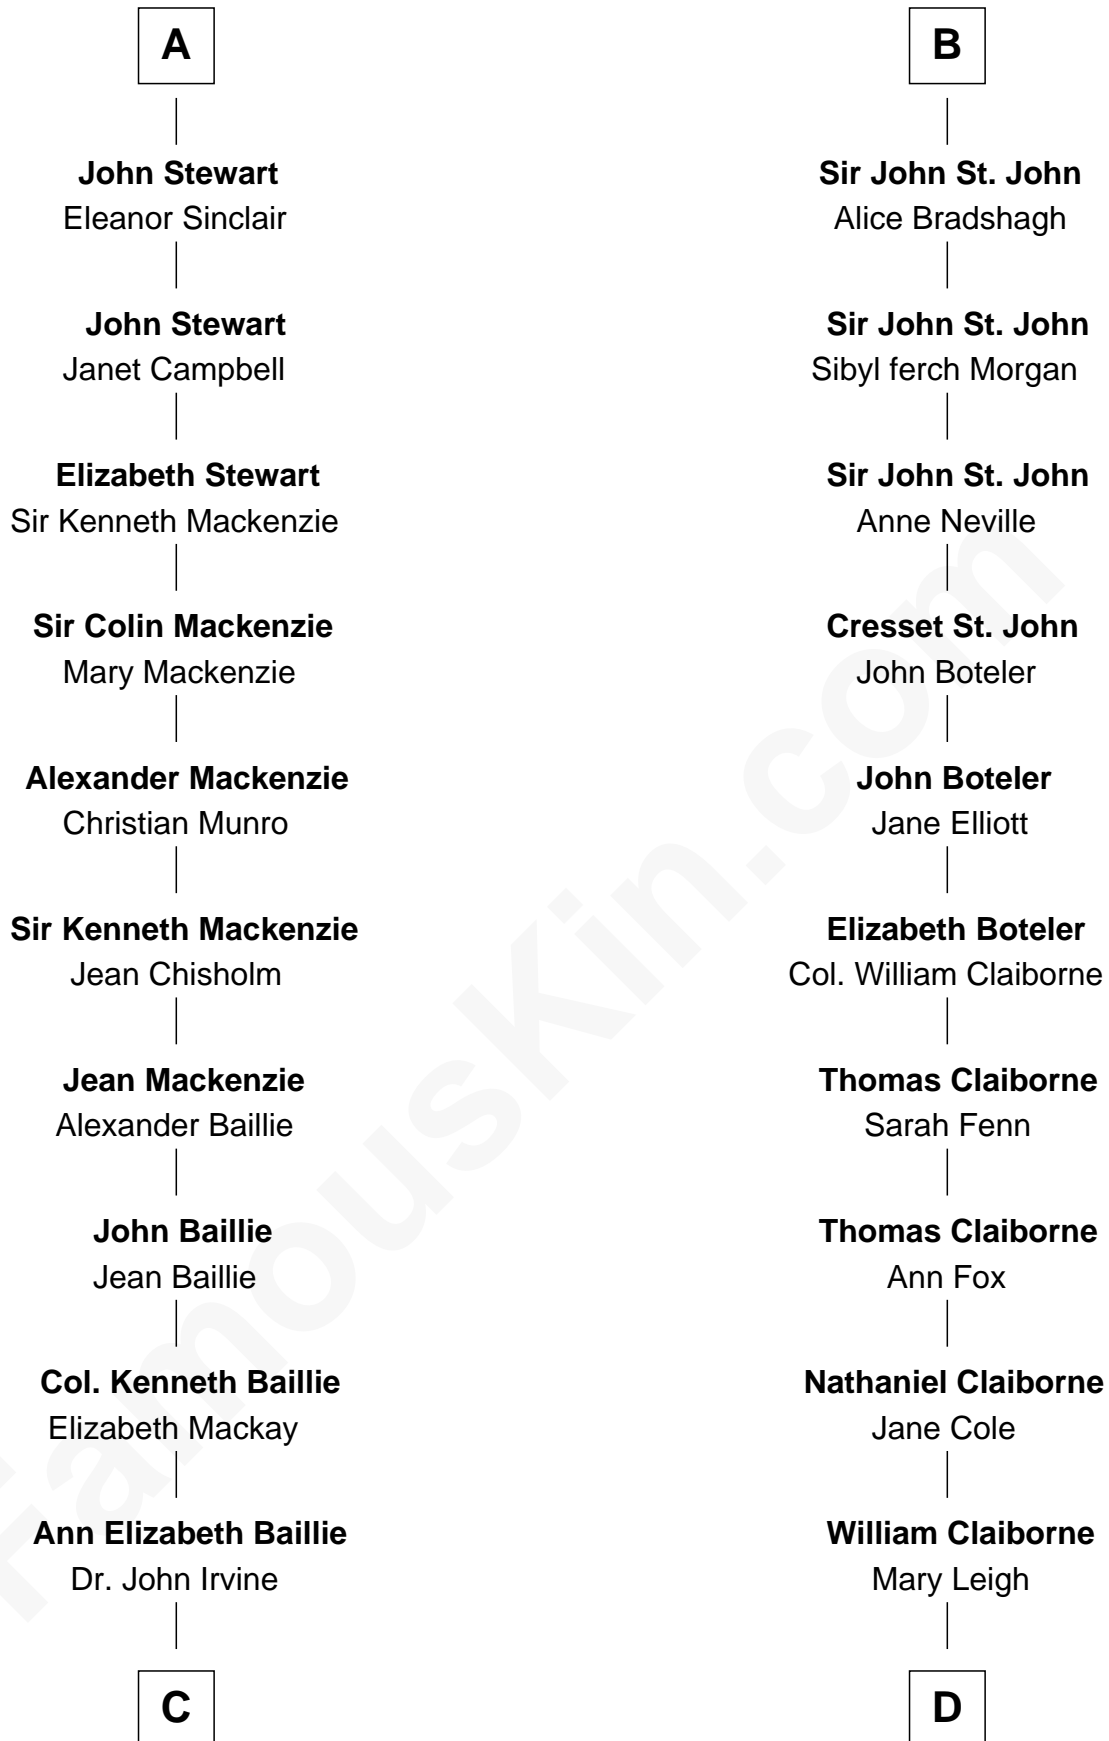 A
John Stewart
Eleanor Sinclair
John Stewart
Janet Campbell
Elizabeth Stewart
Sir Kenneth Mackenzie
Sir Colin Mackenzie
Mary Mackenzie
Alexander Mackenzie
Christian Munro
Sir Kenneth Mackenzie
Jean Chisholm
Jean Mackenzie
Alexander Baillie
John Baillie
Jean Baillie
Col. Kenneth Baillie
Elizabeth Mackay
Ann Elizabeth Baillie
Dr. John Irvine
C
B
Sir John St. John
Alice Bradshagh
Sir John St. John
Sibyl ferch Morgan
Sir John St. John
Anne Neville
Cresset St. John
John Boteler
John Boteler
Jane Elliott
Elizabeth Boteler
Col. William Claiborne
Thomas Claiborne
Sarah Fenn
Thomas Claiborne
Ann Fox
Nathaniel Claiborne
Jane Cole
William Claiborne
Mary Leigh
D
FamousKin.com